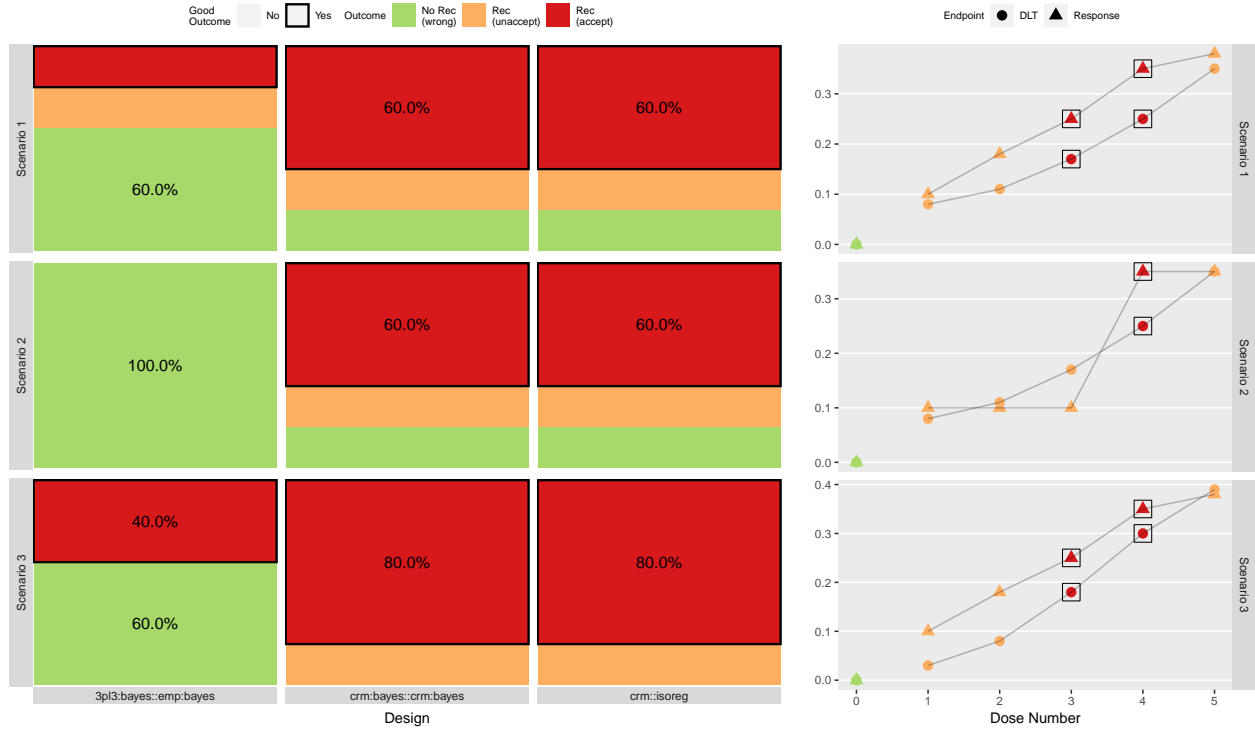 Good
Outcome
No
Yes
Outcome
No Rec
(wrong)
Rec
(unaccept)
Rec
(accept)
Endpoint
DLT
Response
Scenario 1
60.0%
60.0%
60.0%
Scenario 2
100.0%
60.0%
60.0%
Scenario 3
40.0%
60.0%
80.0%
80.0%
3pl3:bayes::emp:bayes
crm:bayes::crm:bayes
crm::isoreg
Design
0.3
0.2
0.1
0.0
Scenario 1
0.3
0.2
0.1
0.0
Scenario 2
0.4
0.3
0.2
0.1
0.0
Scenario 3
0
1
2
3
4
5
Dose Number